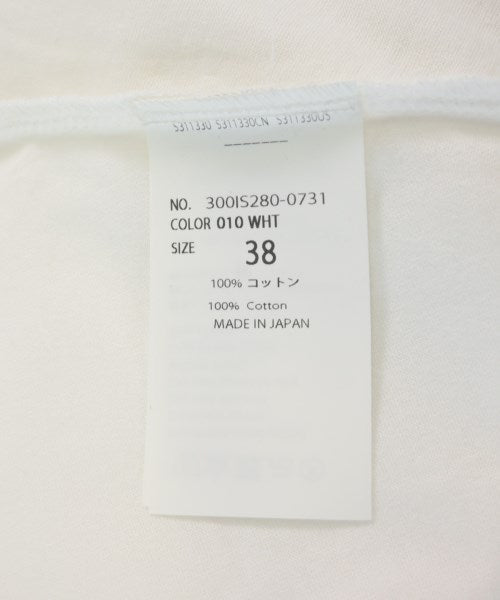 S311330 S311330CN S311330US
-------
NO. 300IS280-0731
COLOR 010 WHT
SIZE 38
100% コットン
100% Cotton
MADE IN JAPAN